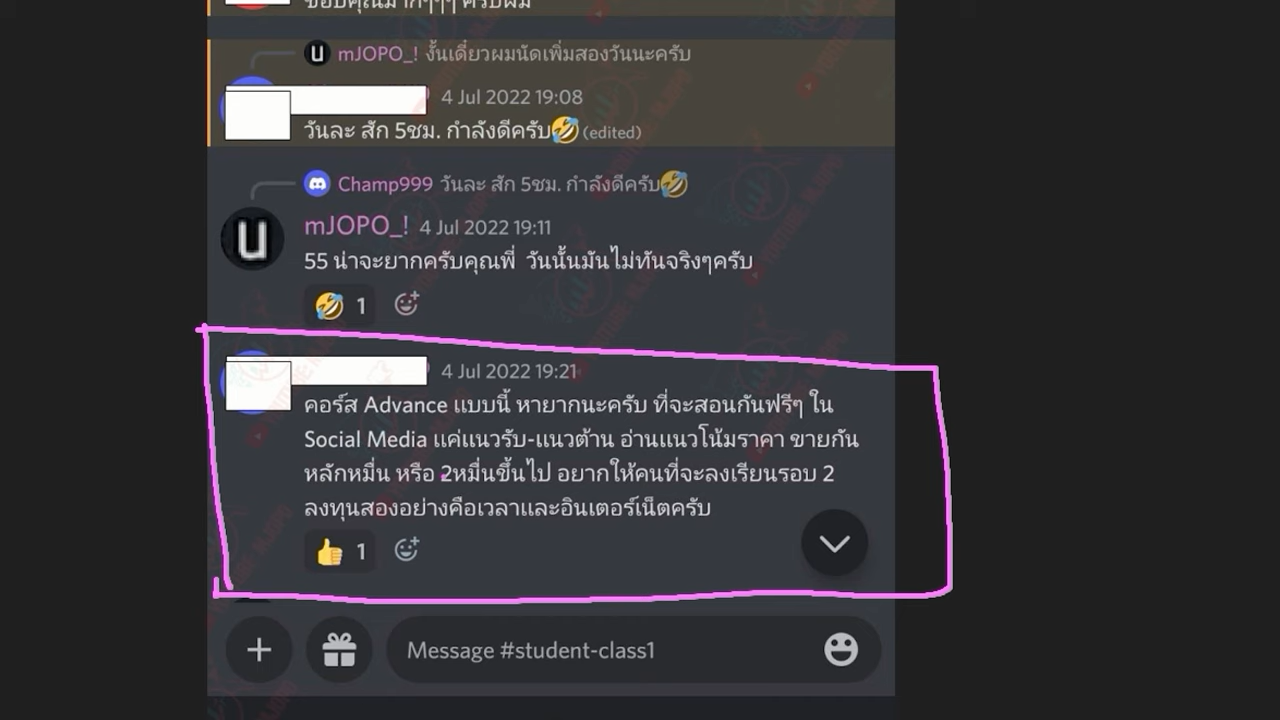 ขอบคุณมากๆๆๆ ครับผม
mJOPO_! งั้นเดี๋ยวผมนัดเพิ่มสองวันนะครับ
4 Jul 2022 19:08
วันละ สัก 5ชม. กำลังดีครับ🤣 (edited)
Champ999 วันละ สัก 5ชม. กำลังดีครับ🤣
mJOPO_! 4 Jul 2022 19:11
55 น่าจะยากครับคุณพี่ วันนั้นมันไม่ทันจริงๆครับ
🤣 1
4 Jul 2022 19:21
คอร์ส Advance แบบนี้ หายากนะครับ ที่จะสอนกันฟรีๆ ใน
Social Media แค่แนวรับ-แนวต้าน อ่านแนวโน้มราคา ขายกัน
หลักหมื่น หรือ 2หมื่นขึ้นไป อยากให้คนที่จะลงเรียนรอบ 2
ลงทุนสองอย่างคือเวลาและอินเตอร์เน็ตครับ
👍 1
Message #student-class1